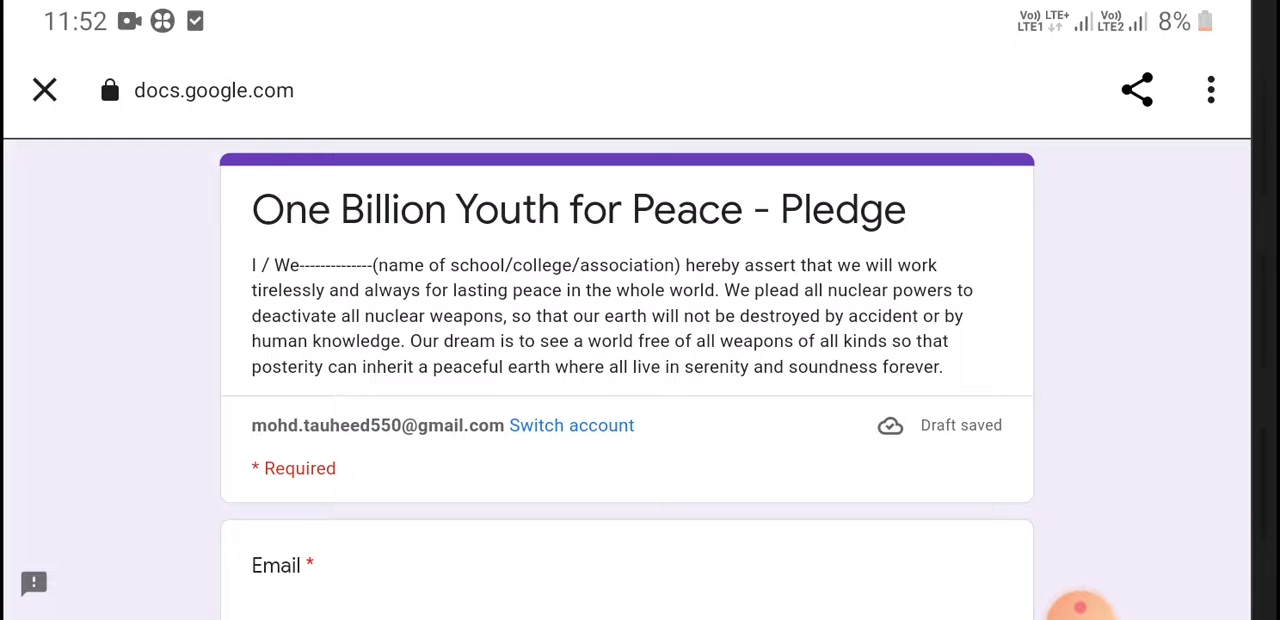 11:52
Vo) LTE+ LTE1 Vo) LTE2 8%
docs.google.com
One Billion Youth for Peace - Pledge
I / We--------------(name of school/college/association) hereby assert that we will work
tirelessly and always for lasting peace in the whole world. We plead all nuclear powers to
deactivate all nuclear weapons, so that our earth will not be destroyed by accident or by
human knowledge. Our dream is to see a world free of all weapons of all kinds so that
posterity can inherit a peaceful earth where all live in serenity and soundness forever.
mohd.tauheed550@gmail.com Switch account Draft saved
* Required
Email *